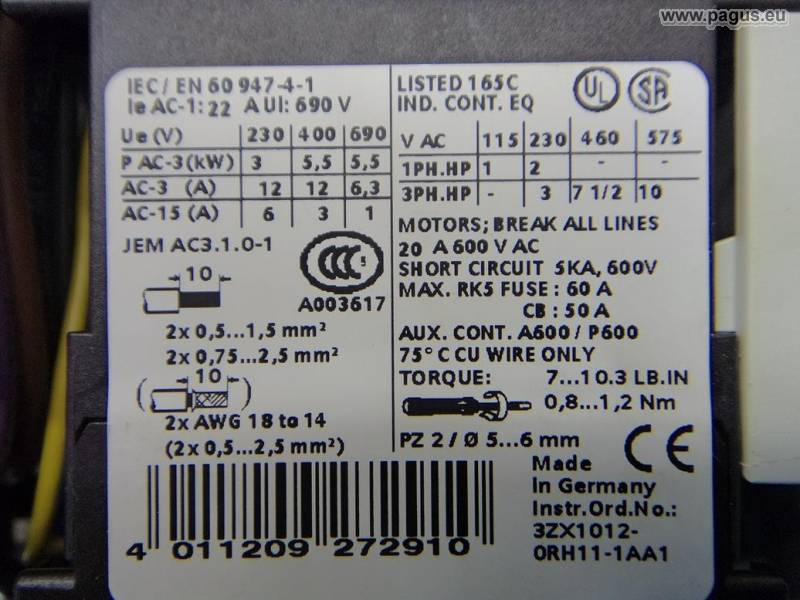 www.pagus.eu
IEC / EN 60 947-4-1
Ie AC-1: 22 A UI: 690 V
Ue (V) 230 400 690
P AC-3 (kW) 3 5,5 5,5
AC-3 (A) 12 12 6,3
AC-15 (A) 6 3 1
JEM AC3.1.0-1
CCC S
A003617
10
2x 0,5...1,5 mm²
2x 0,75...2,5 mm²
10
2x AWG 18 to 14
(2x 0,5...2,5 mm²)
LISTED 165C
IND. CONT. EQ
UL SA
V AC 115 230 460 575
1PH.HP 1 2 - -
3PH.HP - 3 7 1/2 10
MOTORS; BREAK ALL LINES
20 A 600 V AC
SHORT CIRCUIT 5KA, 600V
MAX. RK5 FUSE : 60 A
CB : 50 A
AUX. CONT. A600 / P600
75° C CU WIRE ONLY
TORQUE: 7...10.3 LB.IN
0,8...1,2 Nm
PZ 2 / Ø 5...6 mm
Made
In Germany
CE
Instr.Ord.No.:
3ZX1012-
0RH11-1AA1
4 011209 272910